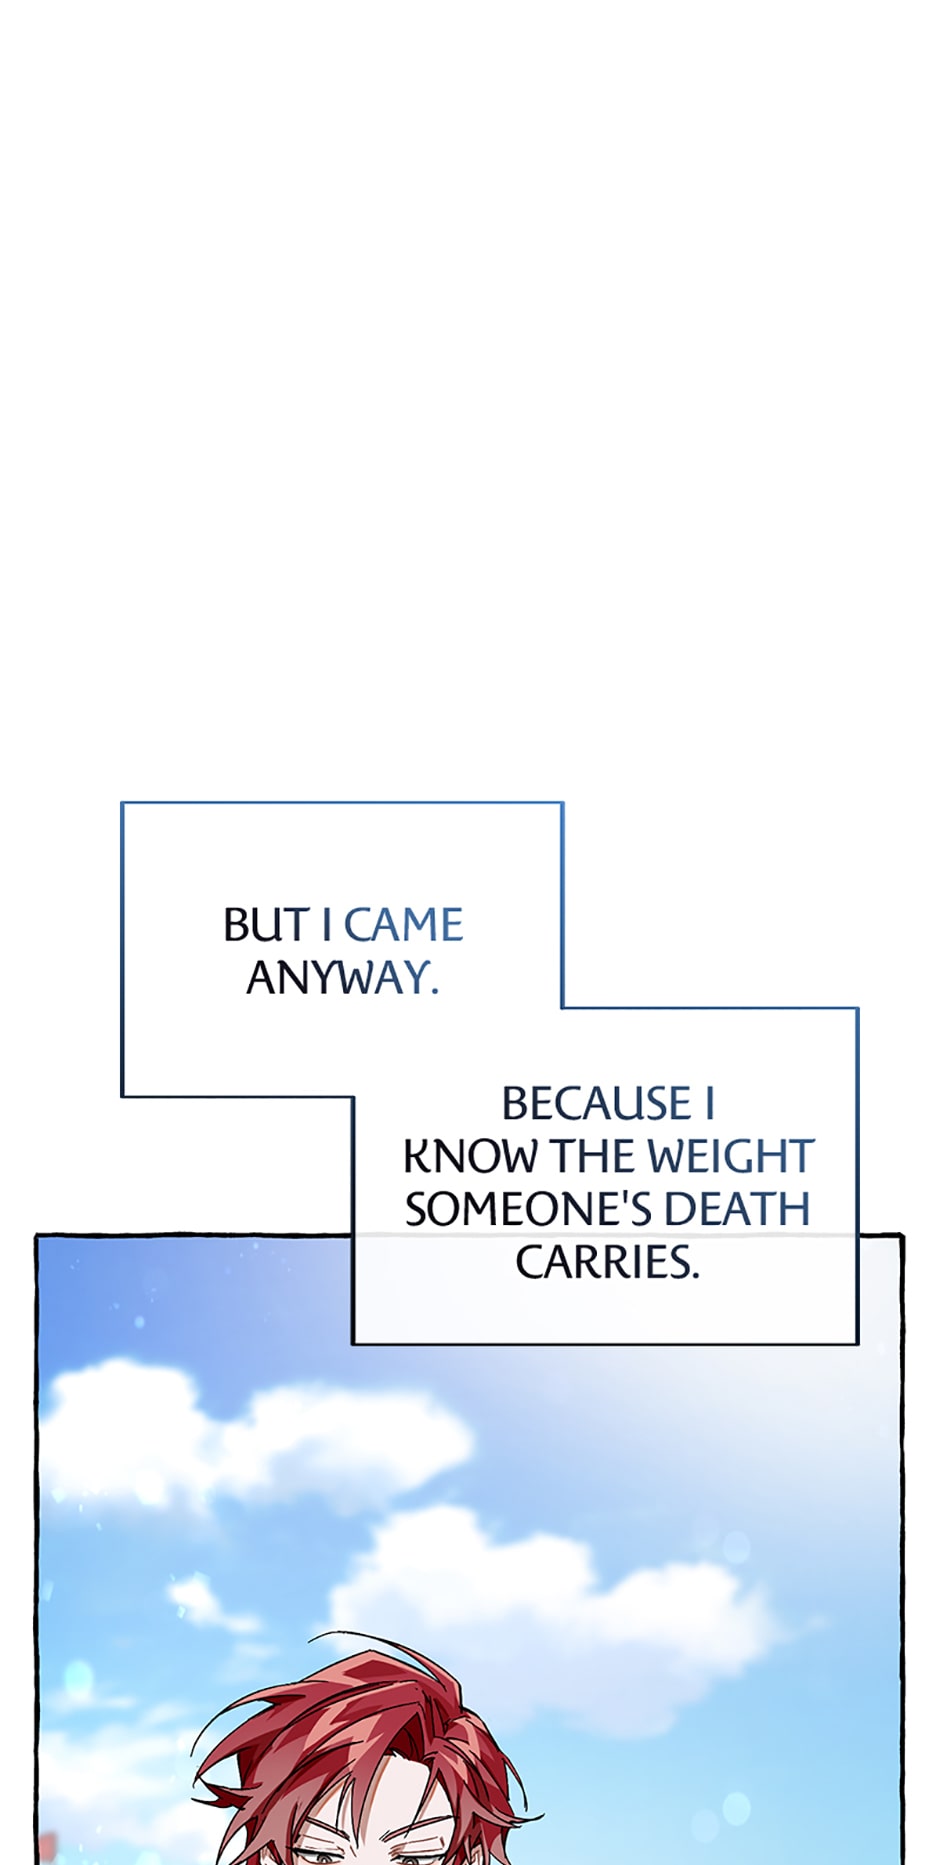 BUT I CAME
ANYWAY.
BECAUSE I
KNOW THE WEIGHT
SOMEONE'S DEATH
CARRIES.